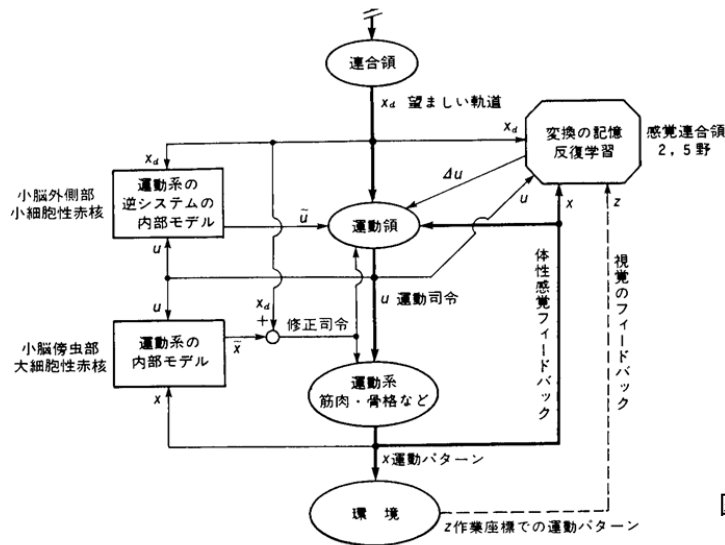 連合領
x_d 望ましい軌道
x_d
x_d
変換の記憶
反復学習
感覚連合領
2，5野
小脳外側部
小細胞性赤核
運動系の
逆システムの
内部モデル
ũ
運動領
Δu
u
x
z
u
u
u 運動司令
x_d
+
修正司令
x̃
小脳傍虫部
大細胞性赤核
運動系の
内部モデル
x
運動系
筋肉・骨格など
体性感覚フィードバック
視覚のフィードバック
x運動パターン
環 境
z作業座標での運動パターン